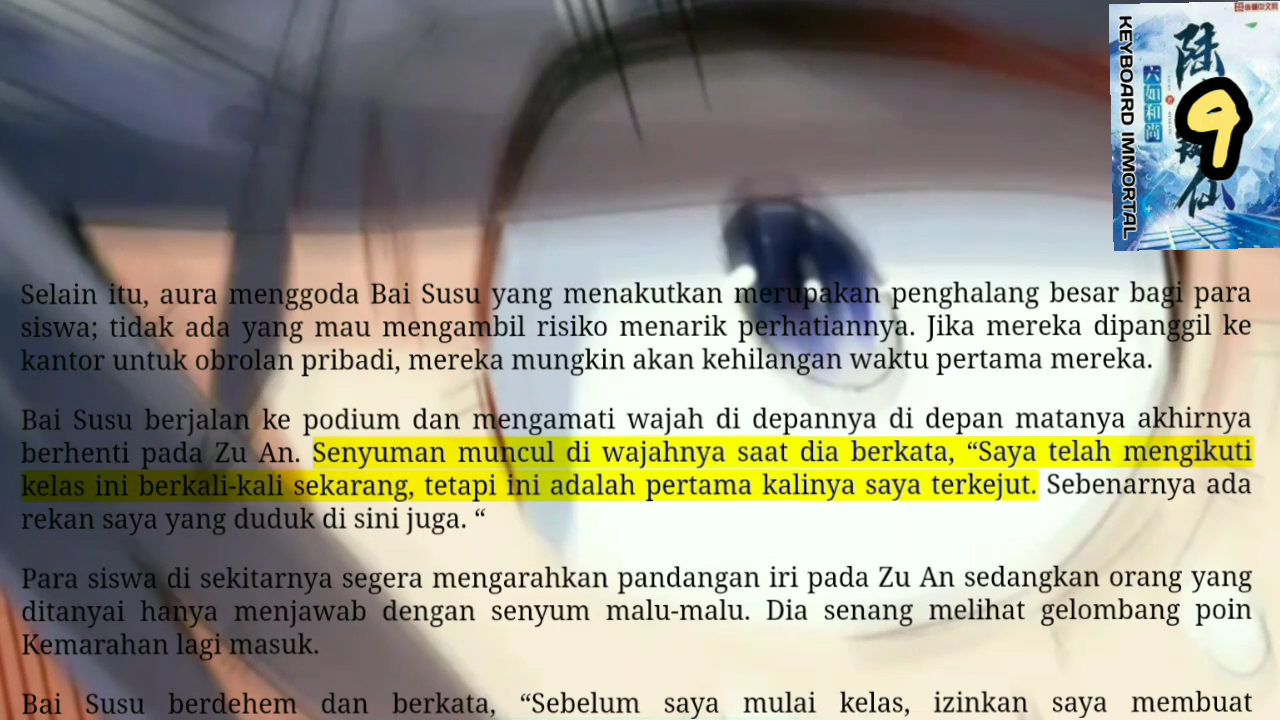 Selain itu, aura menggoda Bai Susu yang menakutkan merupakan penghalang besar bagi para
siswa; tidak ada yang mau mengambil risiko menarik perhatiannya. Jika mereka dipanggil ke
kantor untuk obrolan pribadi, mereka mungkin akan kehilangan waktu pertama mereka.
Bai Susu berjalan ke podium dan mengamati wajah di depannya di depan matanya akhirnya
berhenti pada Zu An. Senyuman muncul di wajahnya saat dia berkata, “Saya telah mengikuti
kelas ini berkali-kali sekarang, tetapi ini adalah pertama kalinya saya terkejut. Sebenarnya ada
rekan saya yang duduk di sini juga. “
Para siswa di sekitarnya segera mengarahkan pandangan iri pada Zu An sedangkan orang yang
ditanyai hanya menjawab dengan senyum malu-malu. Dia senang melihat gelombang poin
Kemarahan lagi masuk.
Bai Susu berdehem dan berkata, “Sebelum saya mulai kelas, izinkan saya membuat
KEYBOARD IMMORTAL
陆
仙
六如和尚
9